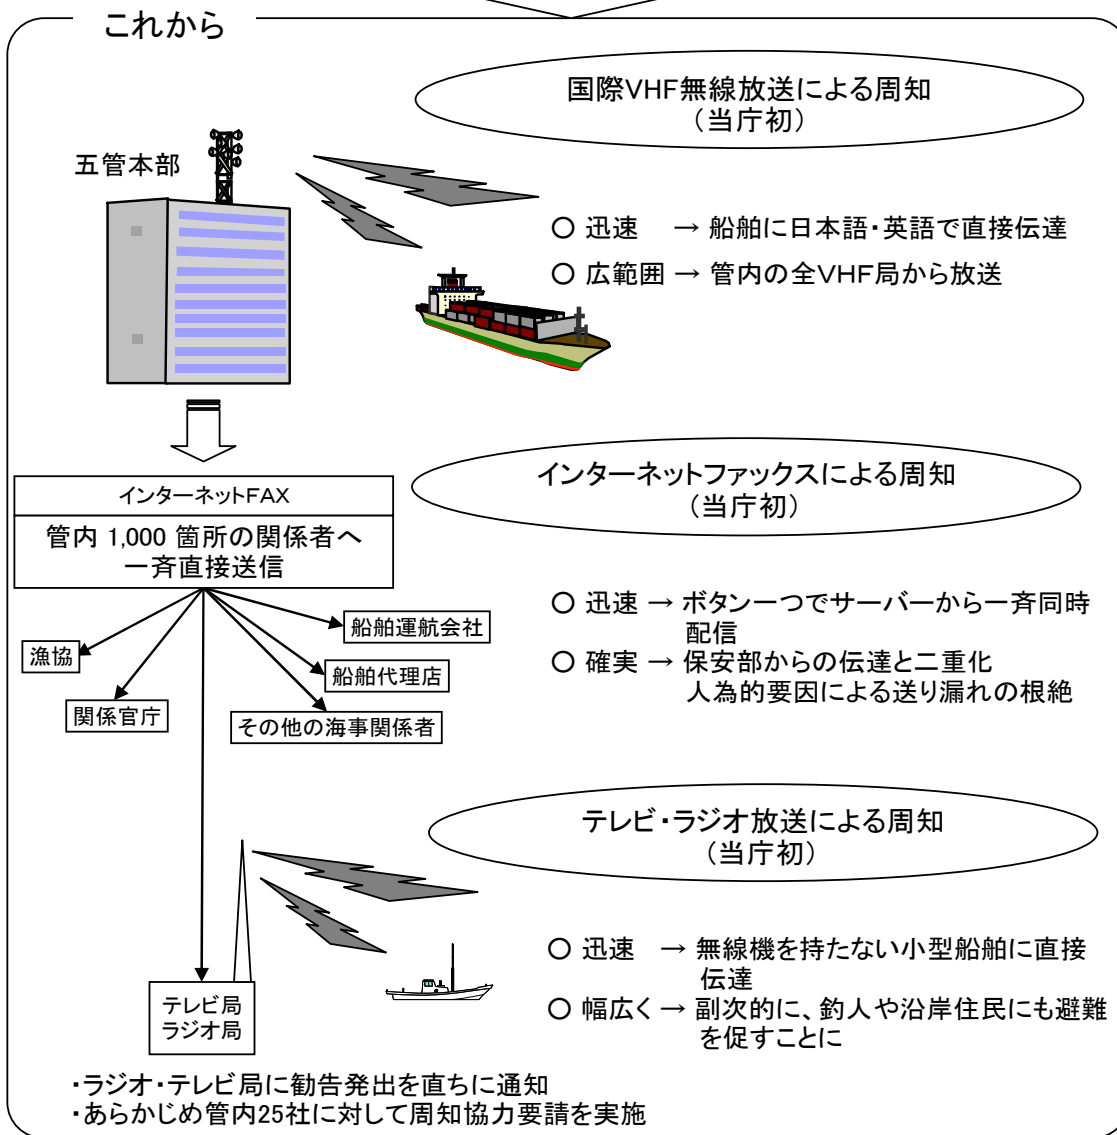 これから
国際VHF無線放送による周知
（当庁初）
五管本部
○ 迅速 → 船舶に日本語・英語で直接伝達
○ 広範囲 → 管内の全VHF局から放送
インターネットファックスによる周知
（当庁初）
インターネットFAX
管内 1,000 箇所の関係者へ
一斉直接送信
○ 迅速 → ボタン一つでサーバーから一斉同時
配信
○ 確実 → 保安部からの伝達と二重化
人為的要因による送り漏れの根絶
船舶運航会社
漁協
船舶代理店
関係官庁
その他の海事関係者
テレビ・ラジオ放送による周知
（当庁初）
○ 迅速 → 無線機を持たない小型船舶に直接
伝達
○ 幅広く → 副次的に、釣人や沿岸住民にも避難
を促すことに
テレビ局
ラジオ局
・ラジオ・テレビ局に勧告発出を直ちに通知
・あらかじめ管内25社に対して周知協力要請を実施